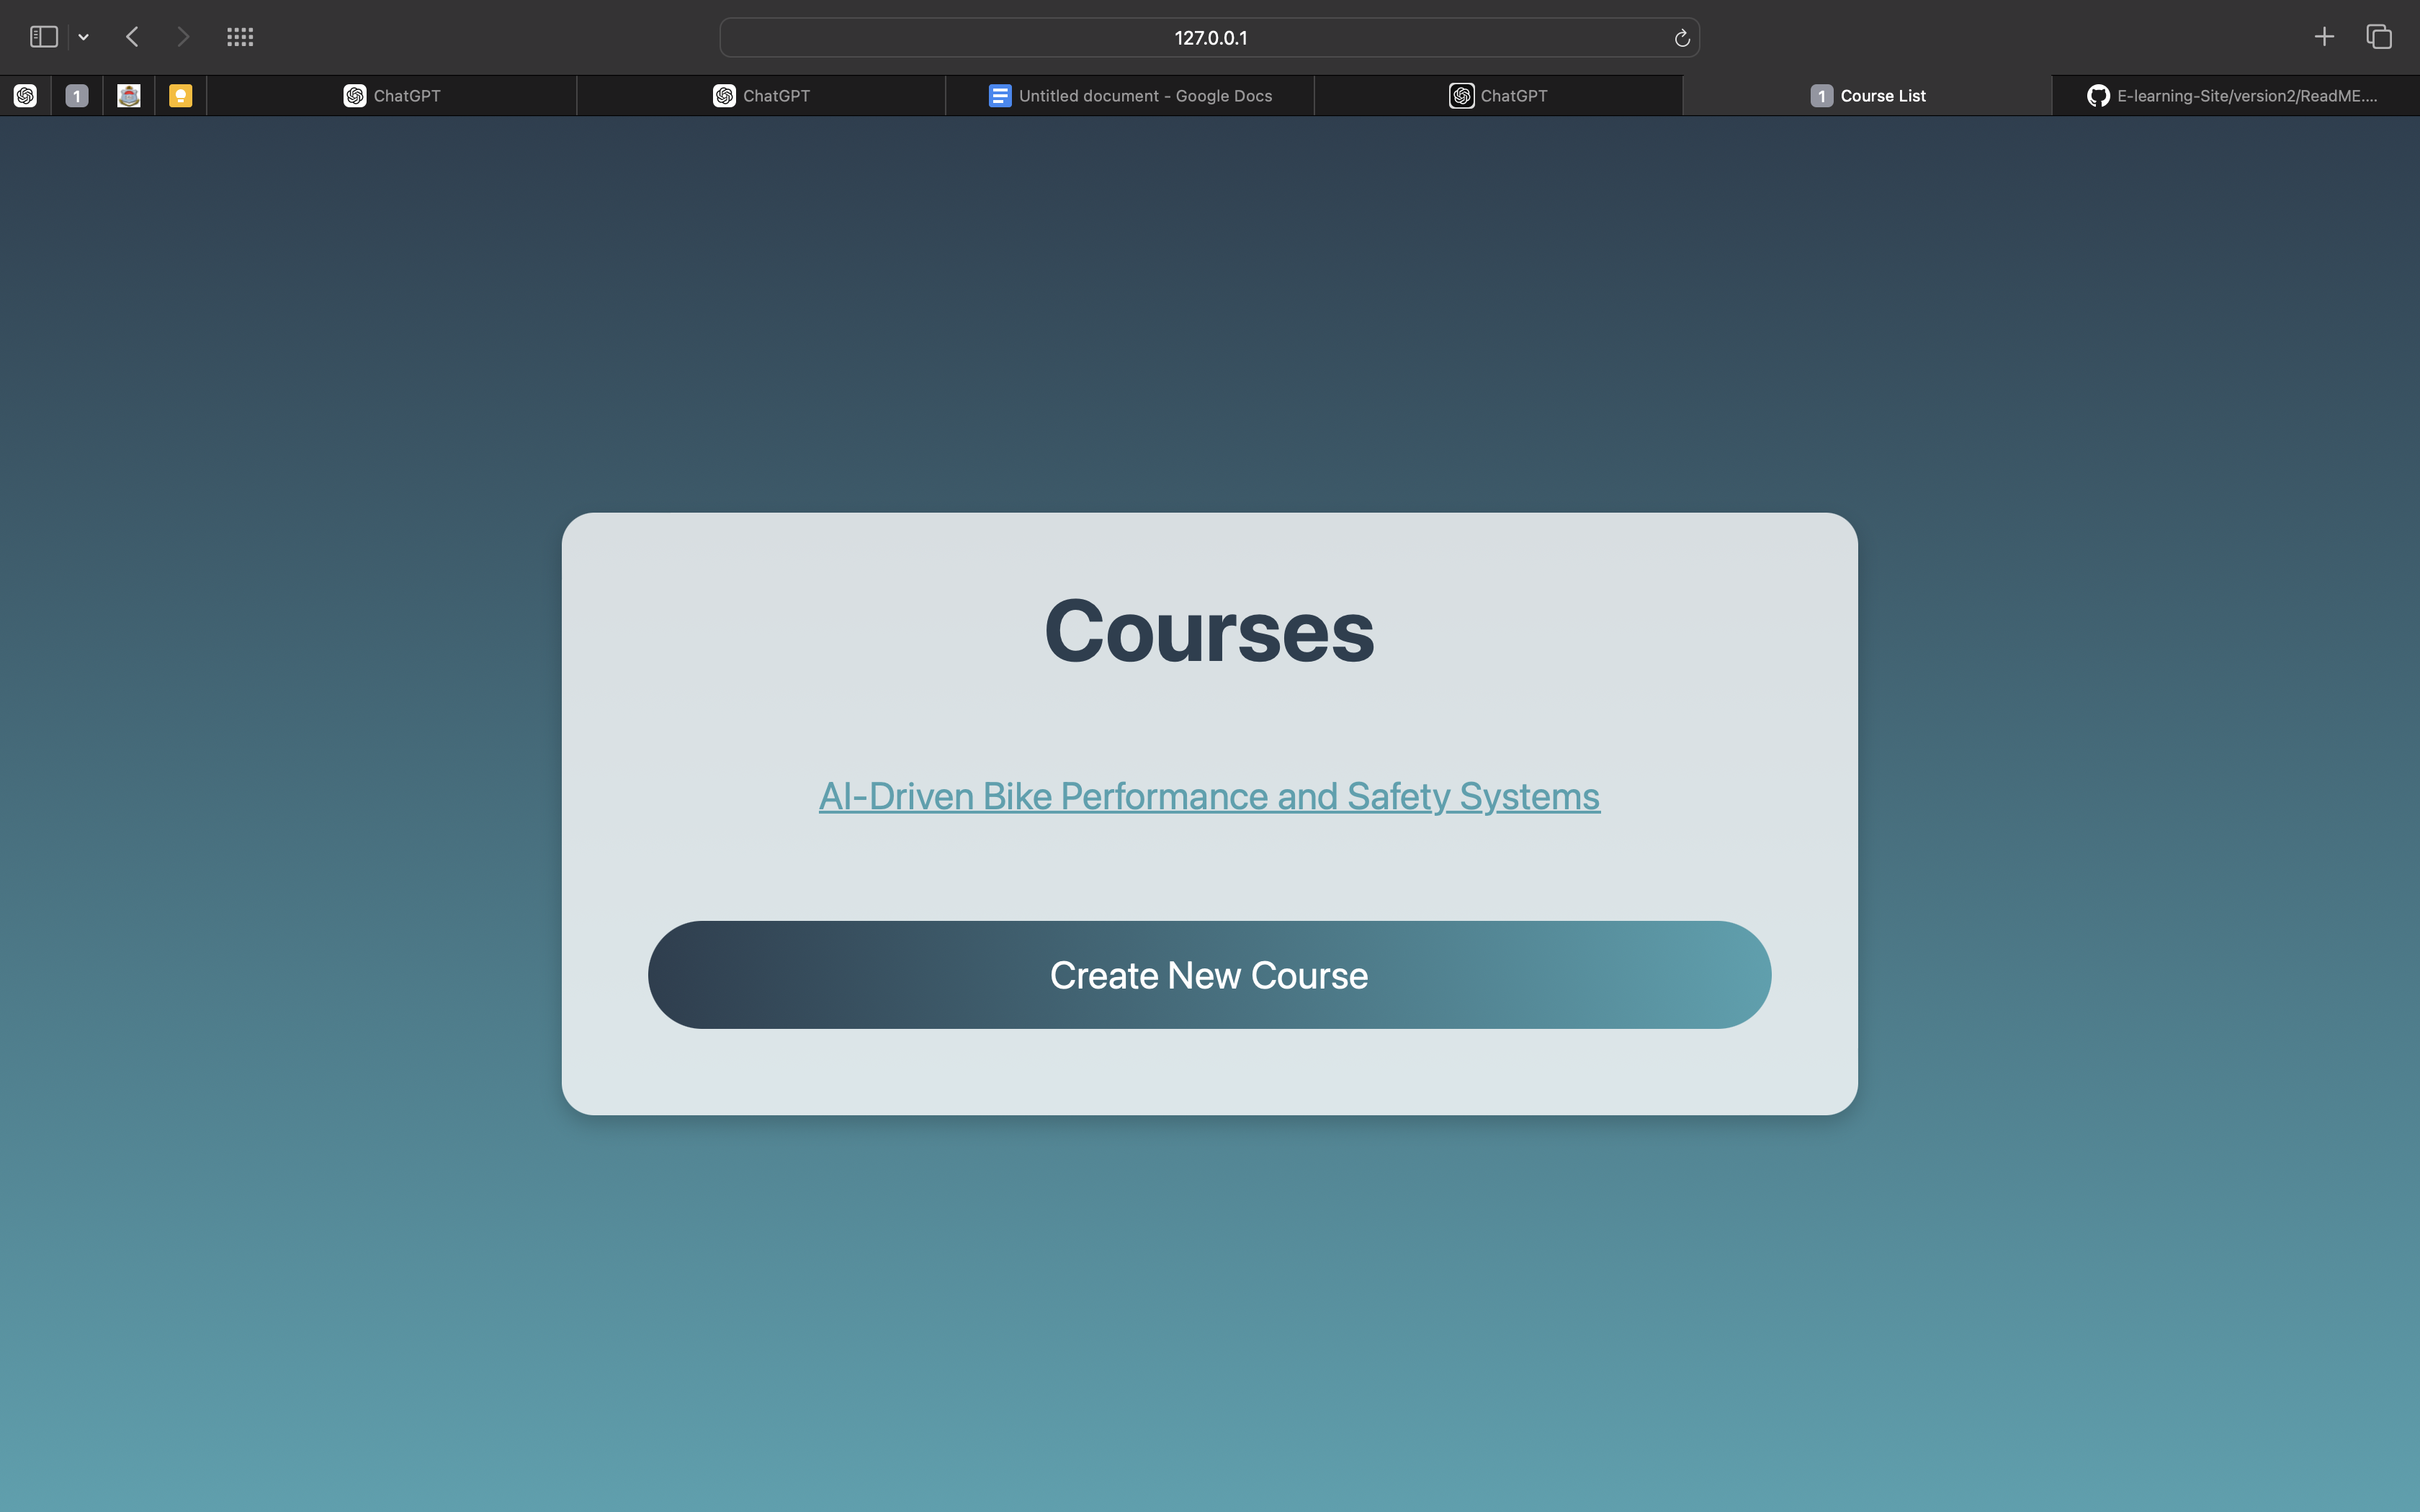 127.0.0.1
1
ChatGPT
ChatGPT
Untitled document - Google Docs
ChatGPT
1 Course List
E-learning-Site/version2/ReadME....
Courses
AI-Driven Bike Performance and Safety Systems
Create New Course